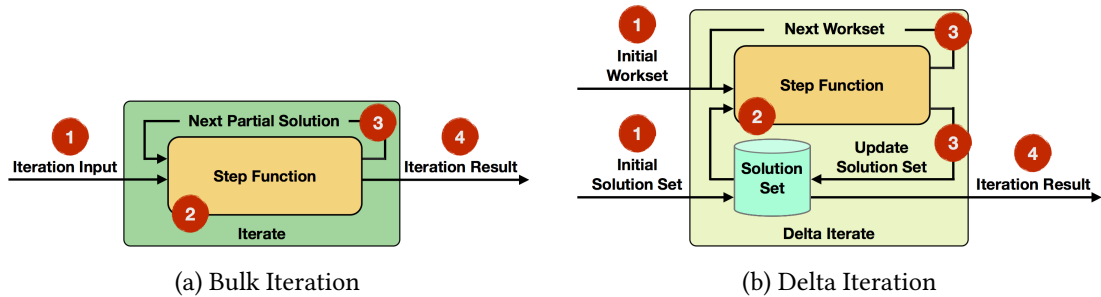 1
Iteration Input
Next Partial Solution
3
Step Function
2
Iterate
4
Iteration Result
(a) Bulk Iteration
1
Initial
Workset
Next Workset
3
Step Function
2
1
Initial
Solution Set
Solution
Set
Update
Solution Set
3
4
Iteration Result
Delta Iterate
(b) Delta Iteration